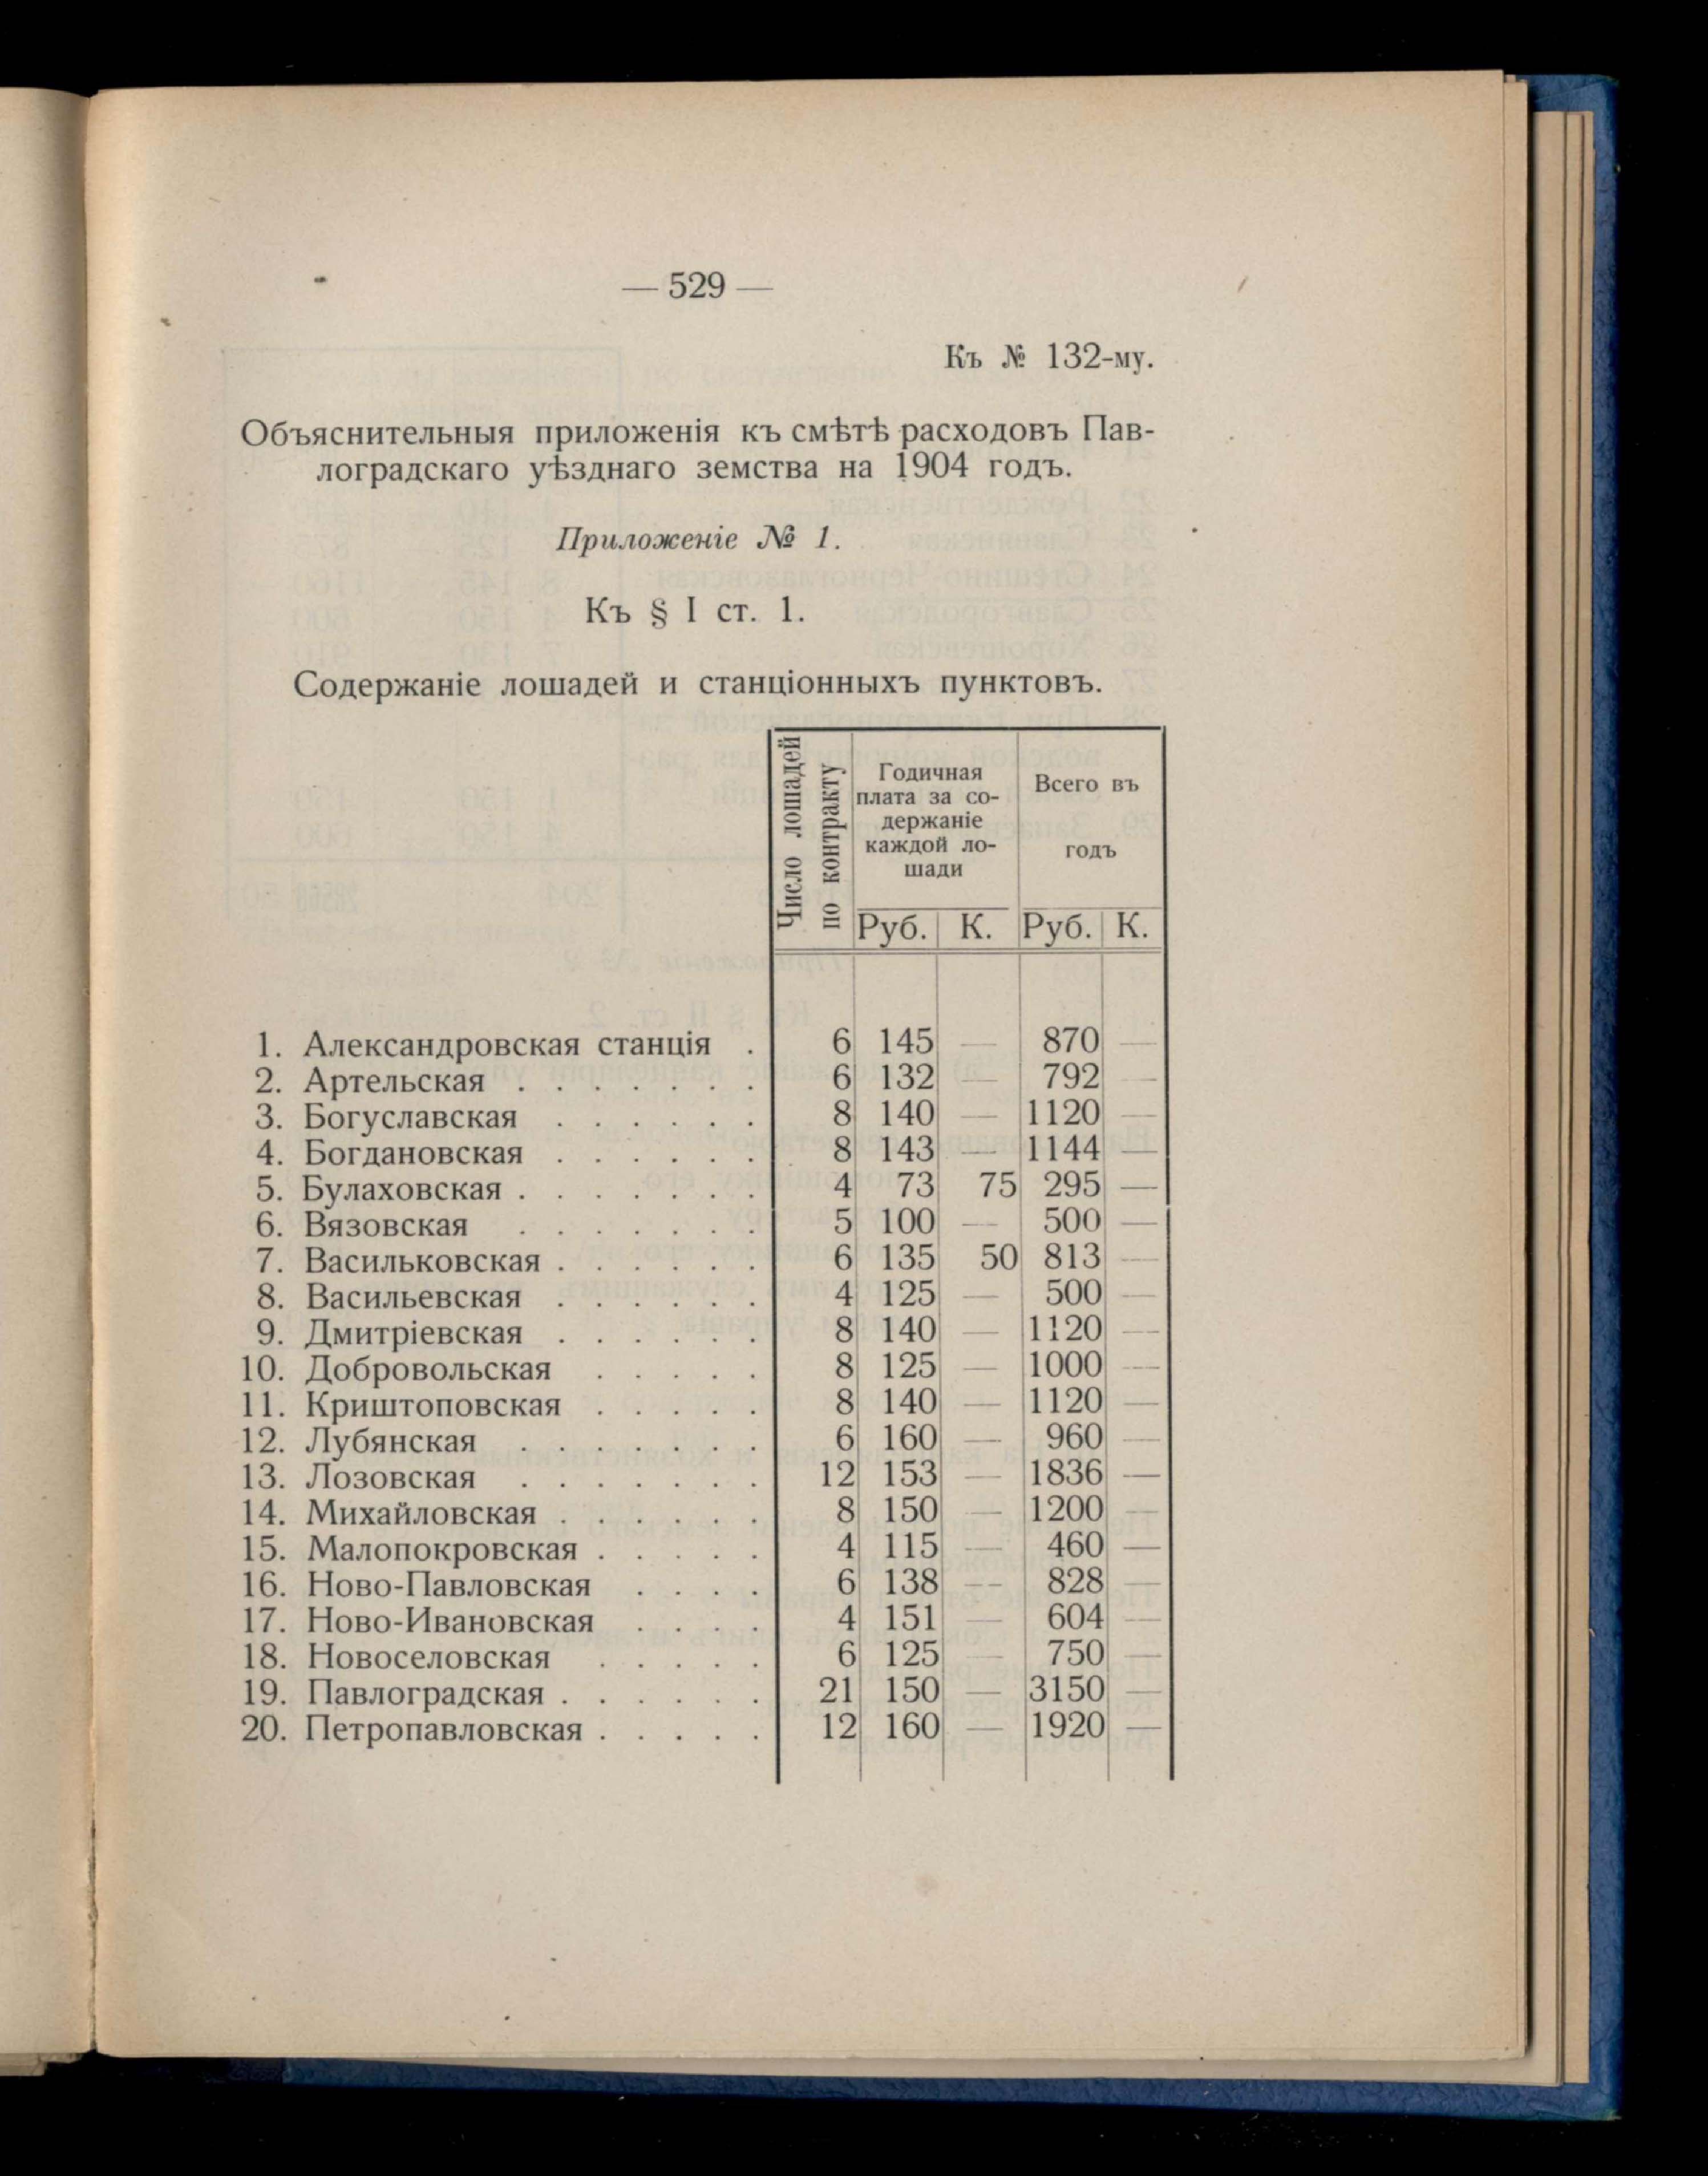 — 529 —
Къ № 132-му.
Объяснительныя приложенія къ смѣтѣ расходовъ Пав-
лоградскаго уѣзднаго земства на 1904 годъ.
Приложеніе № 1.
Къ § I ст. 1.
Содержаніе лошадей и станціонныхъ пунктовъ.
Число лошадей
по контракту
Годичная
плата за со-
держаніе
каждой ло-
шади
Всего въ
годъ
Руб. К. Руб. К.
1. Александровская станція . 6 145 — 870 —
2. Артельская . . . . . . . 6 132 — 792 —
3. Богуславская . . . . . . 8 140 — 1120 —
4. Богдановская . . . . . . 8 143 — 1144 —
5. Булаховская . . . . . . . 4 73 75 295 —
6. Вязовская . . . . . . . 5 100 — 500 —
7. Васильковская . . . . . . 6 135 50 813 —
8. Васильевская . . . . . . 4 125 — 500 —
9. Дмитріевская . . . . . . 8 140 — 1120 —
10. Добровольская . . . . . 8 125 — 1000 —
11. Криштоповская . . . . . 8 140 — 1120 —
12. Лубянская . . . . . . . 6 160 — 960 —
13. Лозовская . . . . . . . 12 153 — 1836 —
14. Михайловская . . . . . . 8 150 — 1200 —
15. Малопокровская . . . . . 4 115 — 460 —
16. Ново-Павловская . . . . 6 138 — 828 —
17. Ново-Ивановская . . . . 4 151 — 604 —
18. Новоселовская . . . . . 6 125 — 750 —
19. Павлоградская . . . . . . 21 150 — 3150 —
20. Петропавловская . . . . . 12 160 — 1920 —